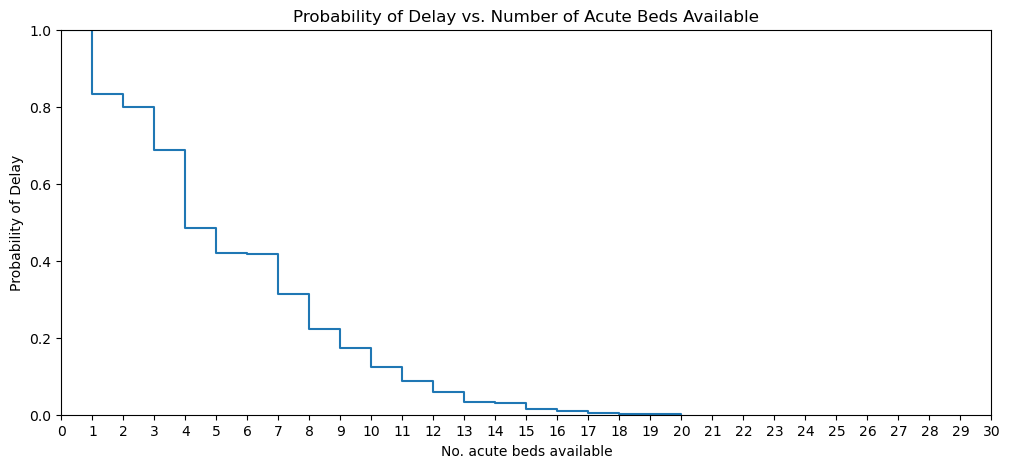 Probability of Delay vs. Number of Acute Beds Available
1.0
0.8
0.6
0.4
0.2
0.0
Probability of Delay
0 1 2 3 4 5 6 7 8 9 10 11 12 13 14 15 16 17 18 19 20 21 22 23 24 25 26 27 28 29 30
No. acute beds available